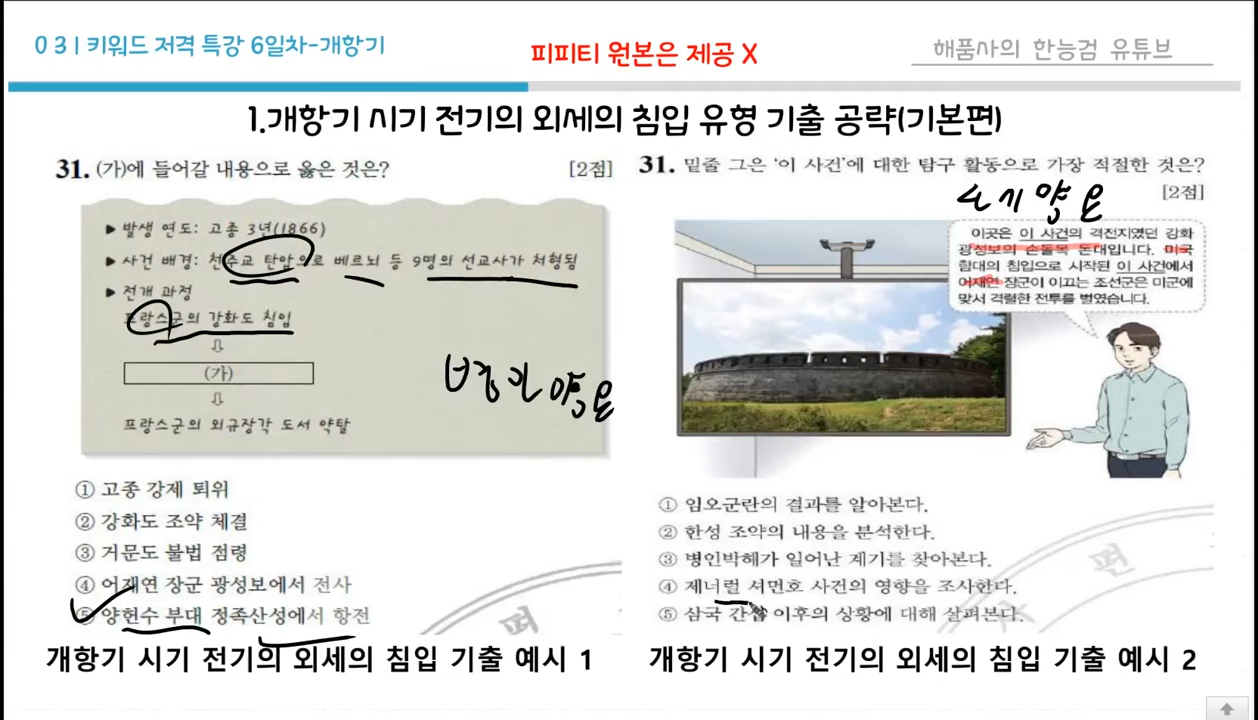 03 | 키워드 저격 특강 6일차-개항기
피피티 원본은 제공 X
해품사의 한능검 유튜브
1.개항기 시기 전기의 외세의 침입 유형 기출 공략(기본편)
31. (가)에 들어갈 내용으로 옳은 것은? [2점]
▶ 발생 연도: 고종 3년(1866)
▶ 사건 배경: 천주교 탄압으로 베르뇌 등 9명의 선교사가 처형됨
▶ 전개 과정
프랑스군의 강화도 침입
⇩
(가)
⇩
프랑스군의 외규장각 도서 약탈
병인양요
① 고종 강제 퇴위
② 강화도 조약 체결
③ 거문도 불법 점령
④ 어재연 장군 광성보에서 전사
⑤ 양헌수 부대 정족산성에서 항전
편
개항기 시기 전기의 외세의 침입 기출 예시 1
31. 밑줄 그은 '이 사건'에 대한 탐구 활동으로 가장 적절한 것은?
[2점]
이곳은 이 사건의 격전지였던 강화
광성보의 손돌목 돈대입니다. 미국
함대의 침입으로 시작된 이 사건에서
어재연 장군이 이끄는 조선군은 미군에
맞서 격렬한 전투를 벌였습니다.
① 임오군란의 결과를 알아본다.
② 한성 조약의 내용을 분석한다.
③ 병인박해가 일어난 계기를 찾아본다.
④ 제너럴 셔먼호 사건의 영향을 조사한다.
⑤ 삼국 간섭 이후의 상황에 대해 살펴본다.
편
개항기 시기 전기의 외세의 침입 기출 예시 2